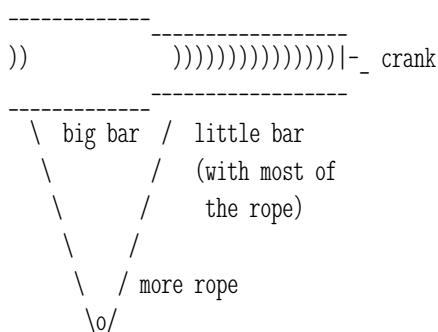 -------------
             ------------------
))             )))))))))))))))|-_ crank
             ------------------
-------------
  \  big bar  /  little bar
   \         /   (with most of
    \       /     the rope)
     \     /
      \   / more rope
       \o/